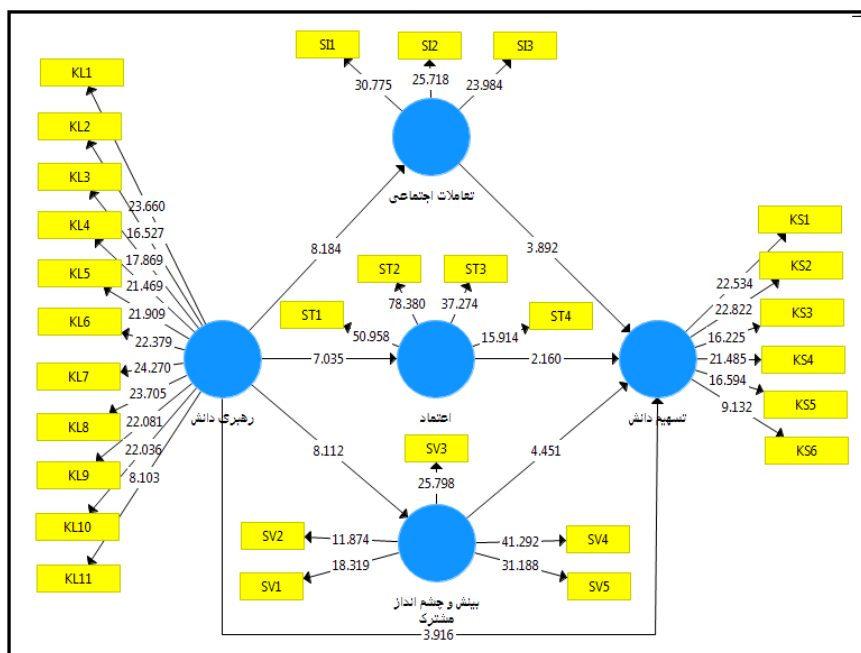 SI1
SI2
SI3
30.775
25.718
23.984
تعاملات اجتماعی
KL1
KL2
KL3
KL4
KL5
KL6
KL7
KL8
KL9
KL10
KL11
23.660
16.527
17.869
21.469
21.909
22.379
24.270
23.705
22.081
22.036
8.103
رهبری دانش
8.184
7.035
8.112
ST1
ST2
ST3
ST4
50.958
78.380
37.274
15.914
اعتماد
3.892
2.160
4.451
KS1
KS2
KS3
KS4
KS5
KS6
22.534
22.822
16.225
21.485
16.594
9.132
تسهیم دانش
SV3
25.798
SV2
11.874
SV1
18.319
41.292
SV4
31.188
SV5
بینش و چشم انداز
مشترک
3.916